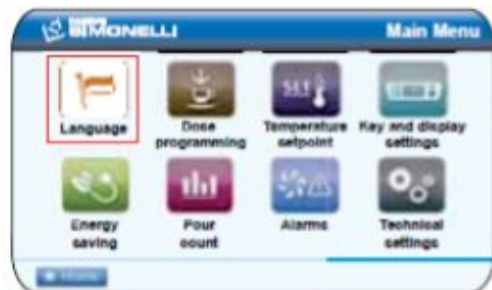 SIMONELLI
Main Menu
Language
Dose
programming
Temperature
setpoint
Key and display
settings
Energy
saving
Pour
count
Alarms
Technical
settings
Home